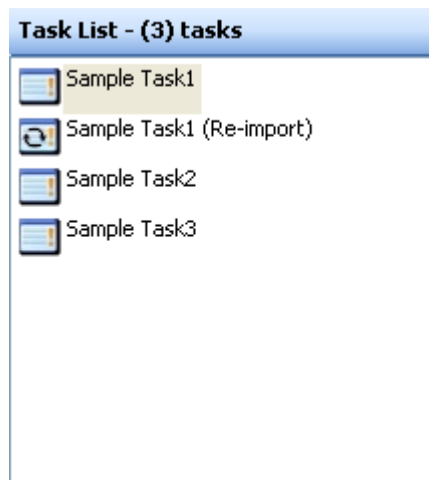 Task List - (3) tasks
Sample Task1
Sample Task1 (Re-import)
Sample Task2
Sample Task3